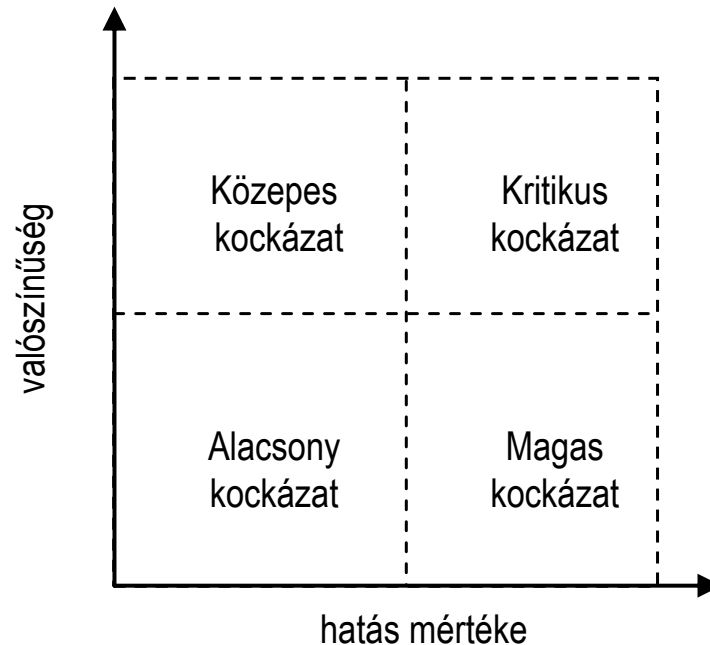 Közepes
kockázat
Kritikus
kockázat
valószínűség
Alacsony
kockázat
Magas
kockázat
hatás mértéke